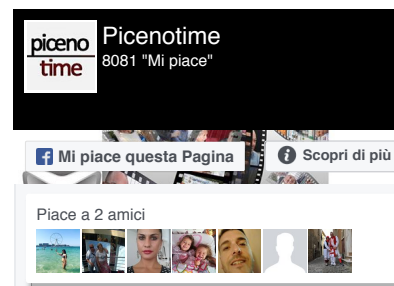 piceno
time
Picenotime
8081 "Mi piace"
Mi piace questa Pagina
Scopri di più
Piace a 2 amici